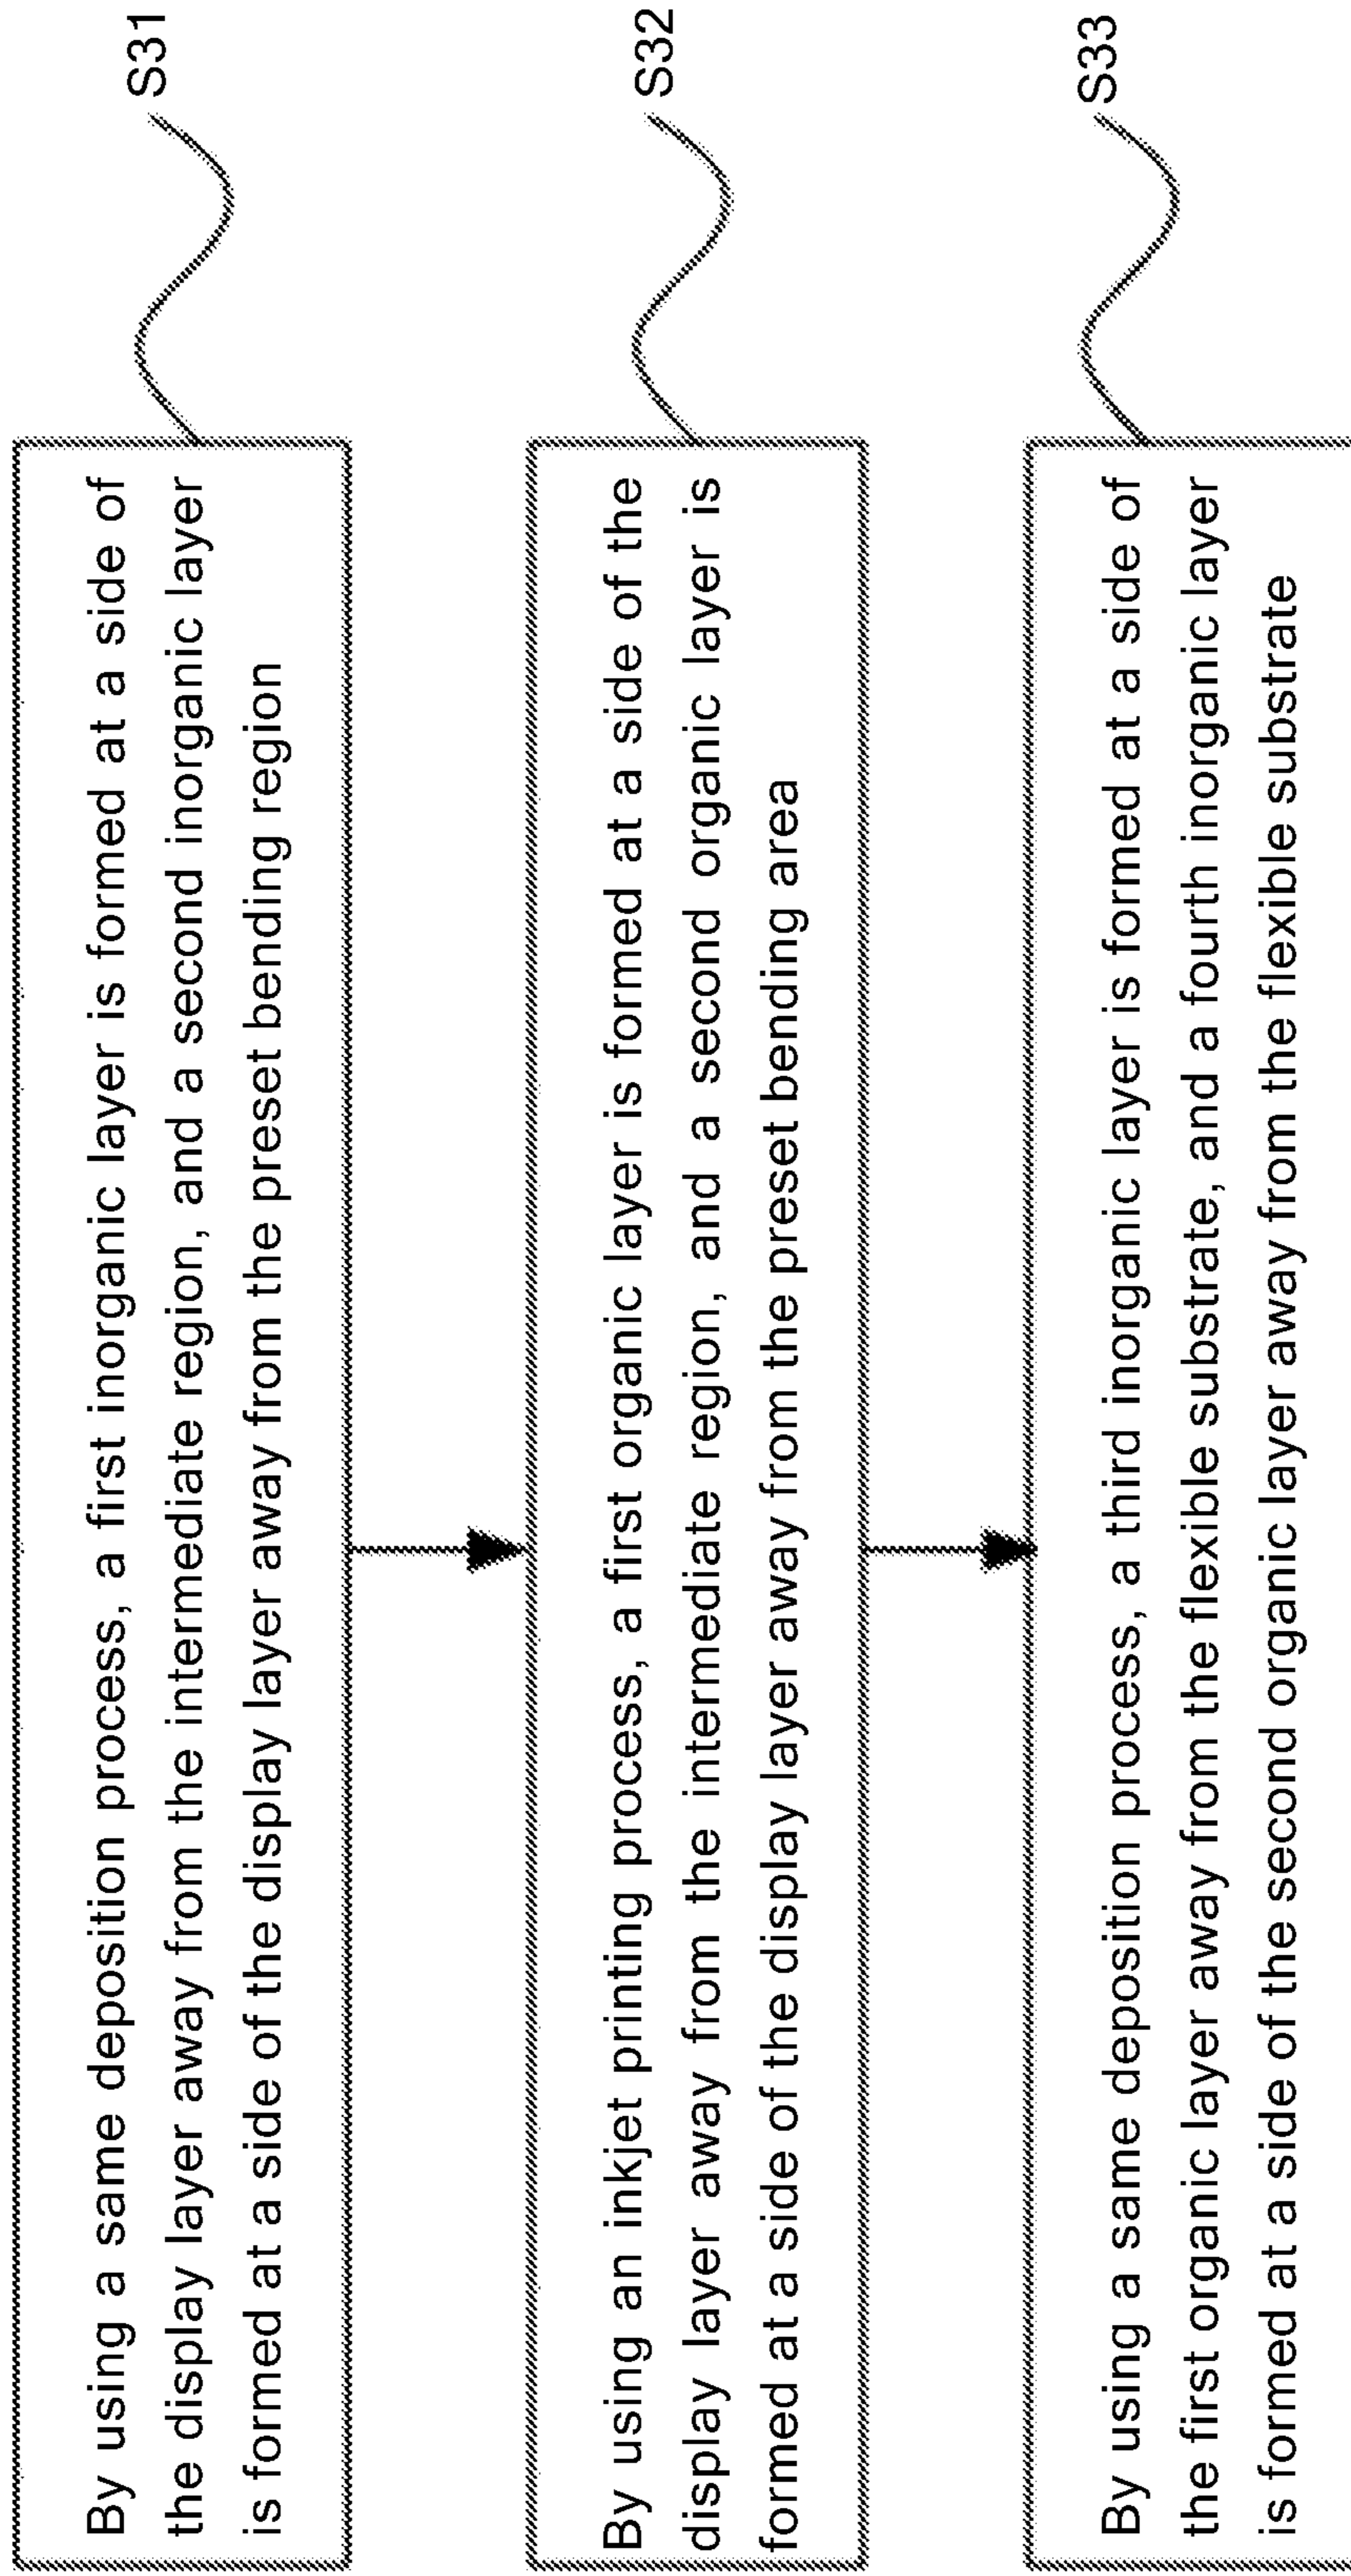 By using a same deposition process, a first inorganic layer is formed at a side of
the display layer away from the intermediate region, and a second inorganic layer
is formed at a side of the display layer away from the preset bending region
S31
By using an inkjet printing process, a first organic layer is formed at a side of the
display layer away from the intermediate region, and a second organic layer is
formed at a side of the display layer away from the preset bending area
S32
By using a same deposition process, a third inorganic layer is formed at a side of
the first organic layer away from the flexible substrate, and a fourth inorganic layer
is formed at a side of the second organic layer away from the flexible substrate
S33